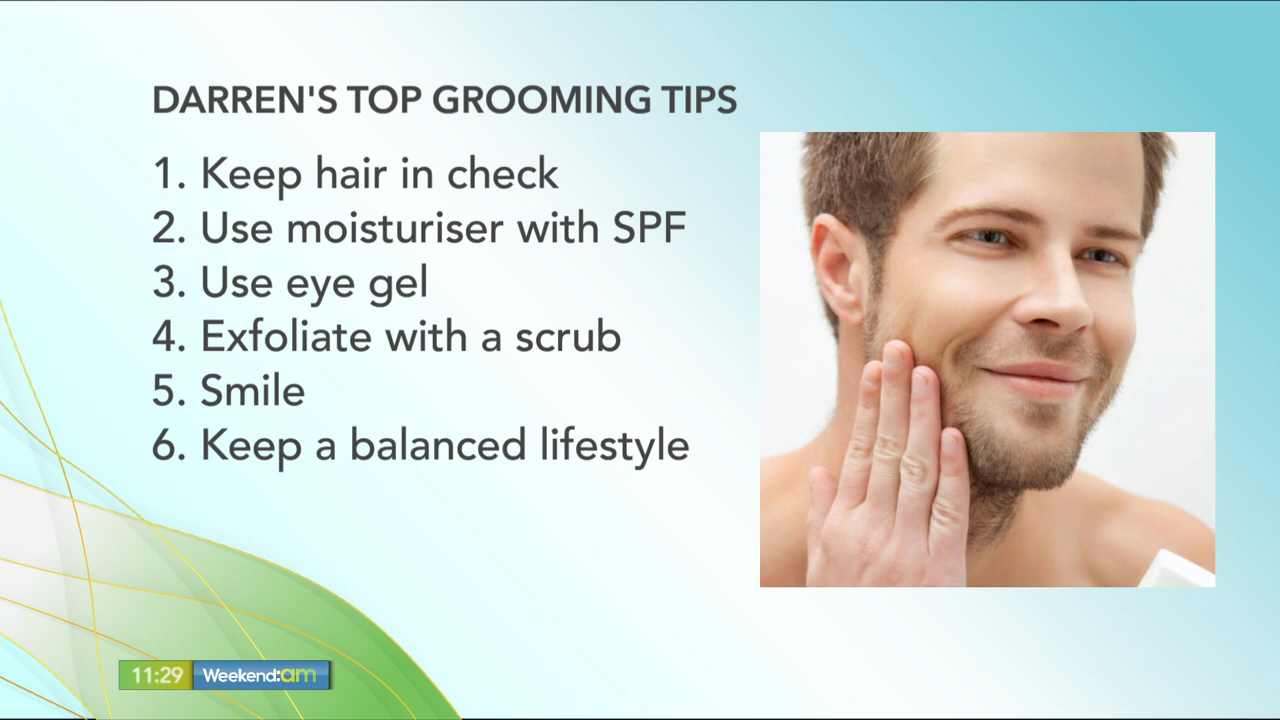 DARREN'S TOP GROOMING TIPS
1. Keep hair in check
2. Use moisturiser with SPF
3. Use eye gel
4. Exfoliate with a scrub
5. Smile
6. Keep a balanced lifestyle
11:29 Weekend:am